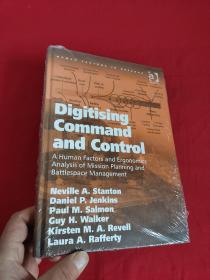 HUMAN FACTORS IN DEFENCE
Digitising
Command and Control
A Human Factors and Ergonomics
Analysis of Mission Planning and
Battlespace Management
Neville A. Stanton
Daniel P. Jenkins
Paul M. Salmon
Guy H. Walker
Kirsten M. A. Revell
Laura A. Rafferty